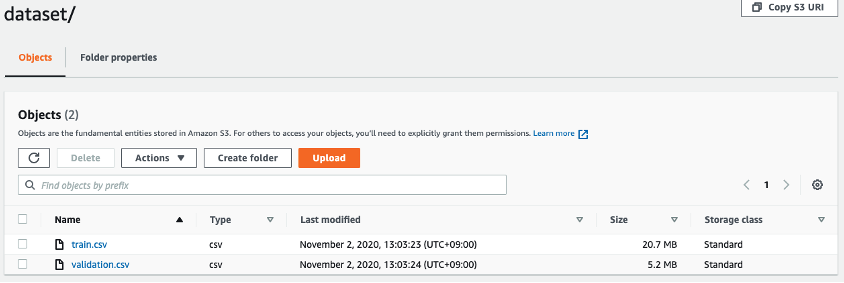 dataset/
Copy S3 URI
Objects
Folder properties
Objects (2)
Objects are the fundamental entities stored in Amazon S3. For others to access your objects, you'll need to explicitly grant them permissions. Learn more
Delete Actions Create folder Upload
Find objects by prefix
1
Name Type Last modified Size Storage class
train.csv csv November 2, 2020, 13:03:23 (UTC+09:00) 20.7 MB Standard
validation.csv csv November 2, 2020, 13:03:24 (UTC+09:00) 5.2 MB Standard